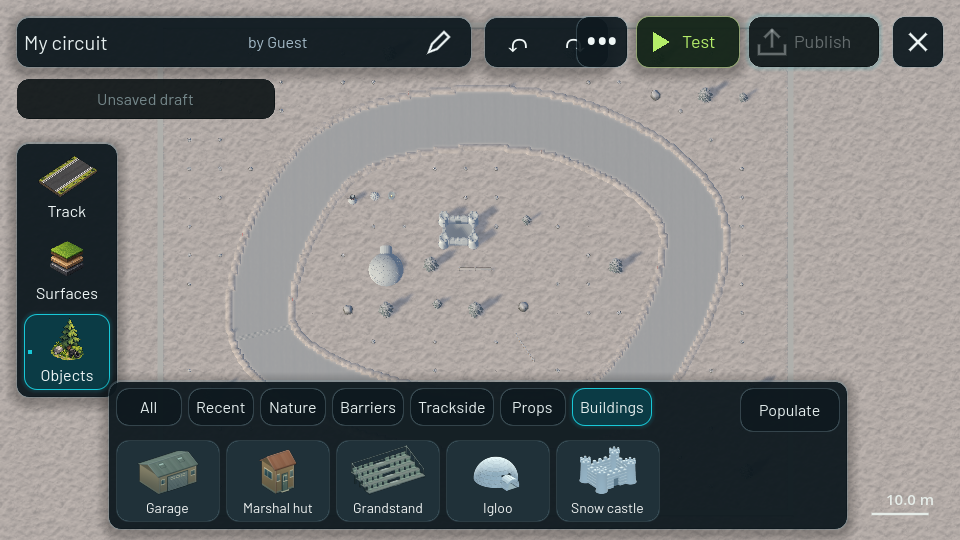 My circuit
by Guest
Test
Publish
Unsaved draft
Track
Surfaces
Objects
All
Recent
Nature
Barriers
Trackside
Props
Buildings
Populate
Garage
Marshal hut
Grandstand
Igloo
Snow castle
10.0 m